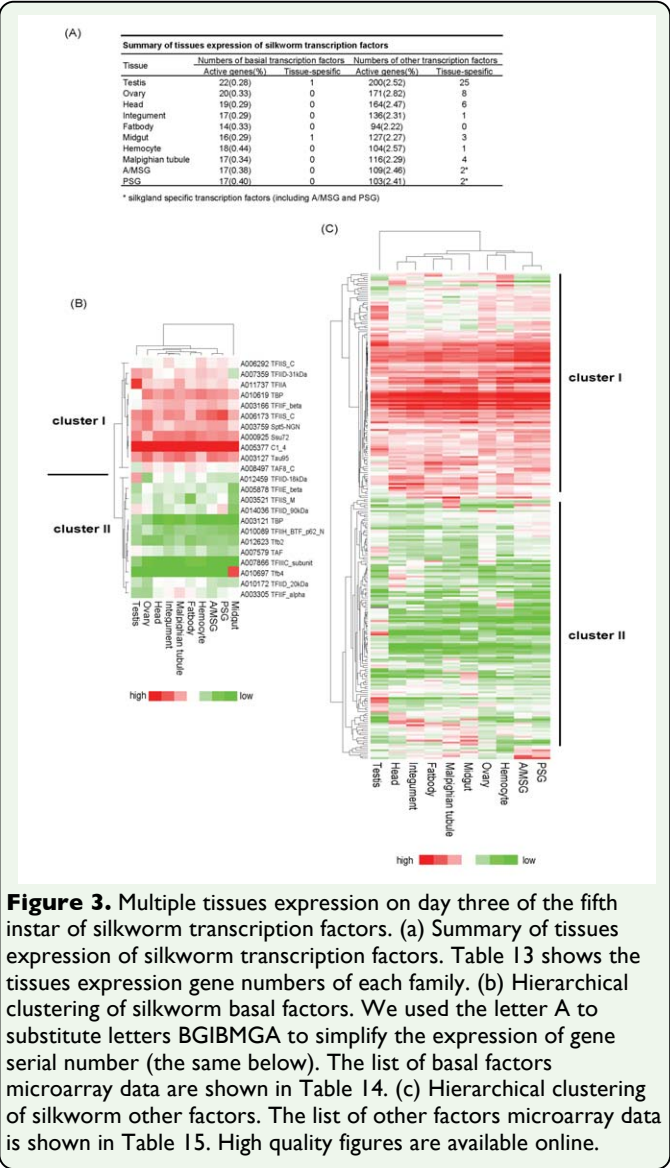 (A)
Summary of tissues expression of silkworm transcription factors
Tissue Numbers of basial transcription factors Numbers of other transcription factors
Active genes(%) Tissue-spesific Active genes(%) Tissue-spesific
Testis 22(0.28) 1 200(2.52) 25
Ovary 20(0.33) 0 171(2.82) 8
Head 19(0.29) 0 164(2.47) 6
Integument 17(0.29) 0 136(2.31) 1
Fatbody 14(0.33) 0 94(2.22) 0
Midgut 16(0.29) 1 127(2.27) 3
Hemocyte 18(0.44) 0 104(2.57) 1
Malpighian tubule 17(0.34) 0 116(2.29) 4
A/MSG 17(0.38) 0 109(2.46) 2*
PSG 17(0.40) 0 103(2.41) 2*
* silkgland specific transcription factors (including A/MSG and PSG)
(B)
A006292 TFIIS_C
A007359 TFIID-31kDa
A011737 TFIIA
A010619 TBP
A003166 TFIIF_beta
A006173 TFIIS_C
A003759 Spt5-NGN
A000925 Ssu72
A005377 C1_4
A003127 Tau95
A008497 TAF8_C
A012459 TFIID-18kDa
A005878 TFIIE_beta
A003521 TFIIS_M
A014036 TFIID_90kDa
A003121 TBP
A010089 TFIIH_BTF_p62_N
A012623 Tfb2
A007579 TAF
A007866 TFIIIC_subunit
A010697 Tfb4
A010172 TFIID_20kDa
A003305 TFIIF_alpha
cluster I
cluster II
Testis
Ovary
Head
Integument
Malpighian tubule
Fatbody
Hemocyte
A/MSG
PSG
Midgut
high low
(C)
cluster I
cluster II
Testis
Head
Integument
Fatbody
Malpighian tubule
Midgut
Ovary
Hemocyte
A/MSG
PSG
high low
Figure 3. Multiple tissues expression on day three of the fifth
instar of silkworm transcription factors. (a) Summary of tissues
expression of silkworm transcription factors. Table 13 shows the
tissues expression gene numbers of each family. (b) Hierarchical
clustering of silkworm basal factors. We used the letter A to
substitute letters BGIBMGA to simplify the expression of gene
serial number (the same below). The list of basal factors
microarray data are shown in Table 14. (c) Hierarchical clustering
of silkworm other factors. The list of other factors microarray data
is shown in Table 15. High quality figures are available online.